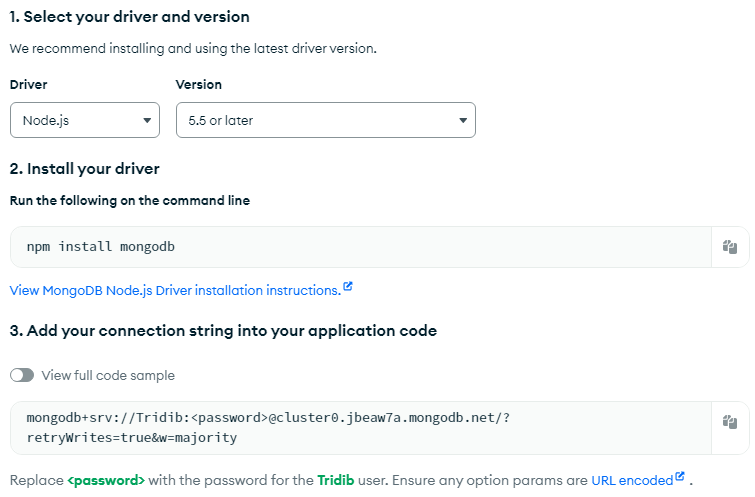 1. Select your driver and version
We recommend installing and using the latest driver version.
Driver Version
Node.js 5.5 or later
2. Install your driver
Run the following on the command line
npm install mongodb
View MongoDB Node.js Driver installation instructions.
3. Add your connection string into your application code
View full code sample
mongodb+srv://Tridib:<password>@cluster0.jbeaw7a.mongodb.net/?
retryWrites=true&w=majority
Replace <password> with the password for the Tridib user. Ensure any option params are URL encoded .